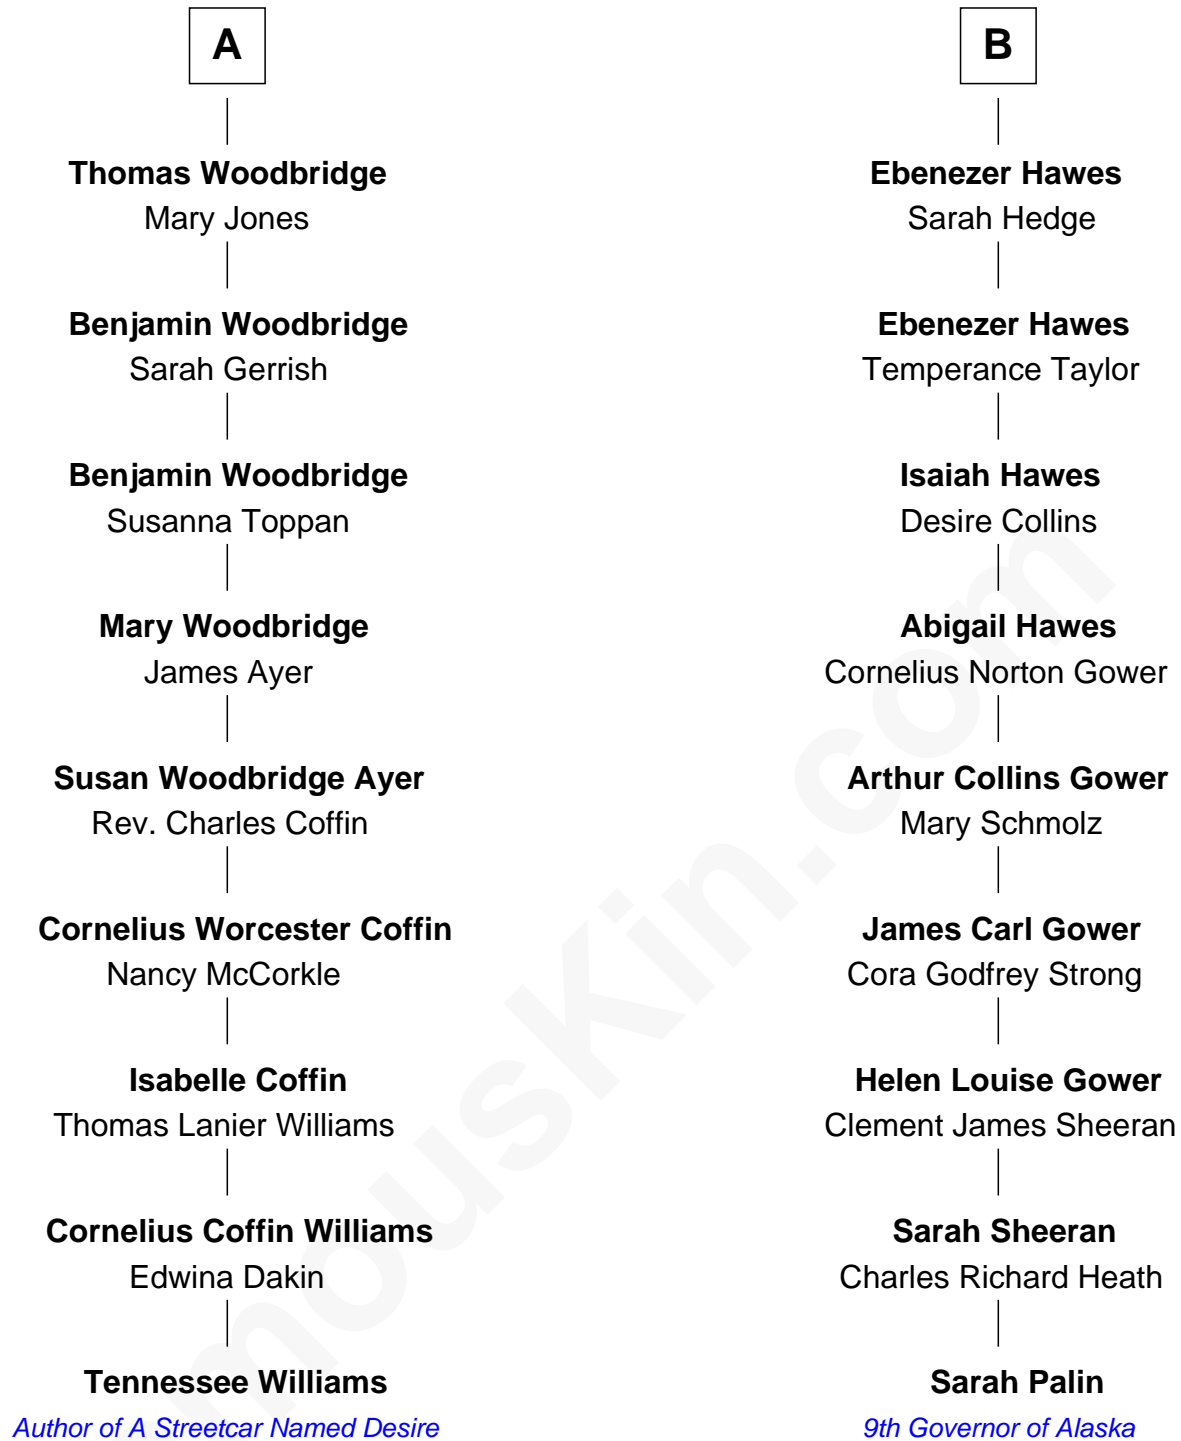 A
Thomas Woodbridge
Mary Jones
Benjamin Woodbridge
Sarah Gerrish
Benjamin Woodbridge
Susanna Toppan
Mary Woodbridge
James Ayer
Susan Woodbridge Ayer
Rev. Charles Coffin
Cornelius Worcester Coffin
Nancy McCorkle
Isabelle Coffin
Thomas Lanier Williams
Cornelius Coffin Williams
Edwina Dakin
Tennessee Williams
Author of A Streetcar Named Desire
B
Ebenezer Hawes
Sarah Hedge
Ebenezer Hawes
Temperance Taylor
Isaiah Hawes
Desire Collins
Abigail Hawes
Cornelius Norton Gower
Arthur Collins Gower
Mary Schmolz
James Carl Gower
Cora Godfrey Strong
Helen Louise Gower
Clement James Sheeran
Sarah Sheeran
Charles Richard Heath
Sarah Palin
9th Governor of Alaska
mouskin.com